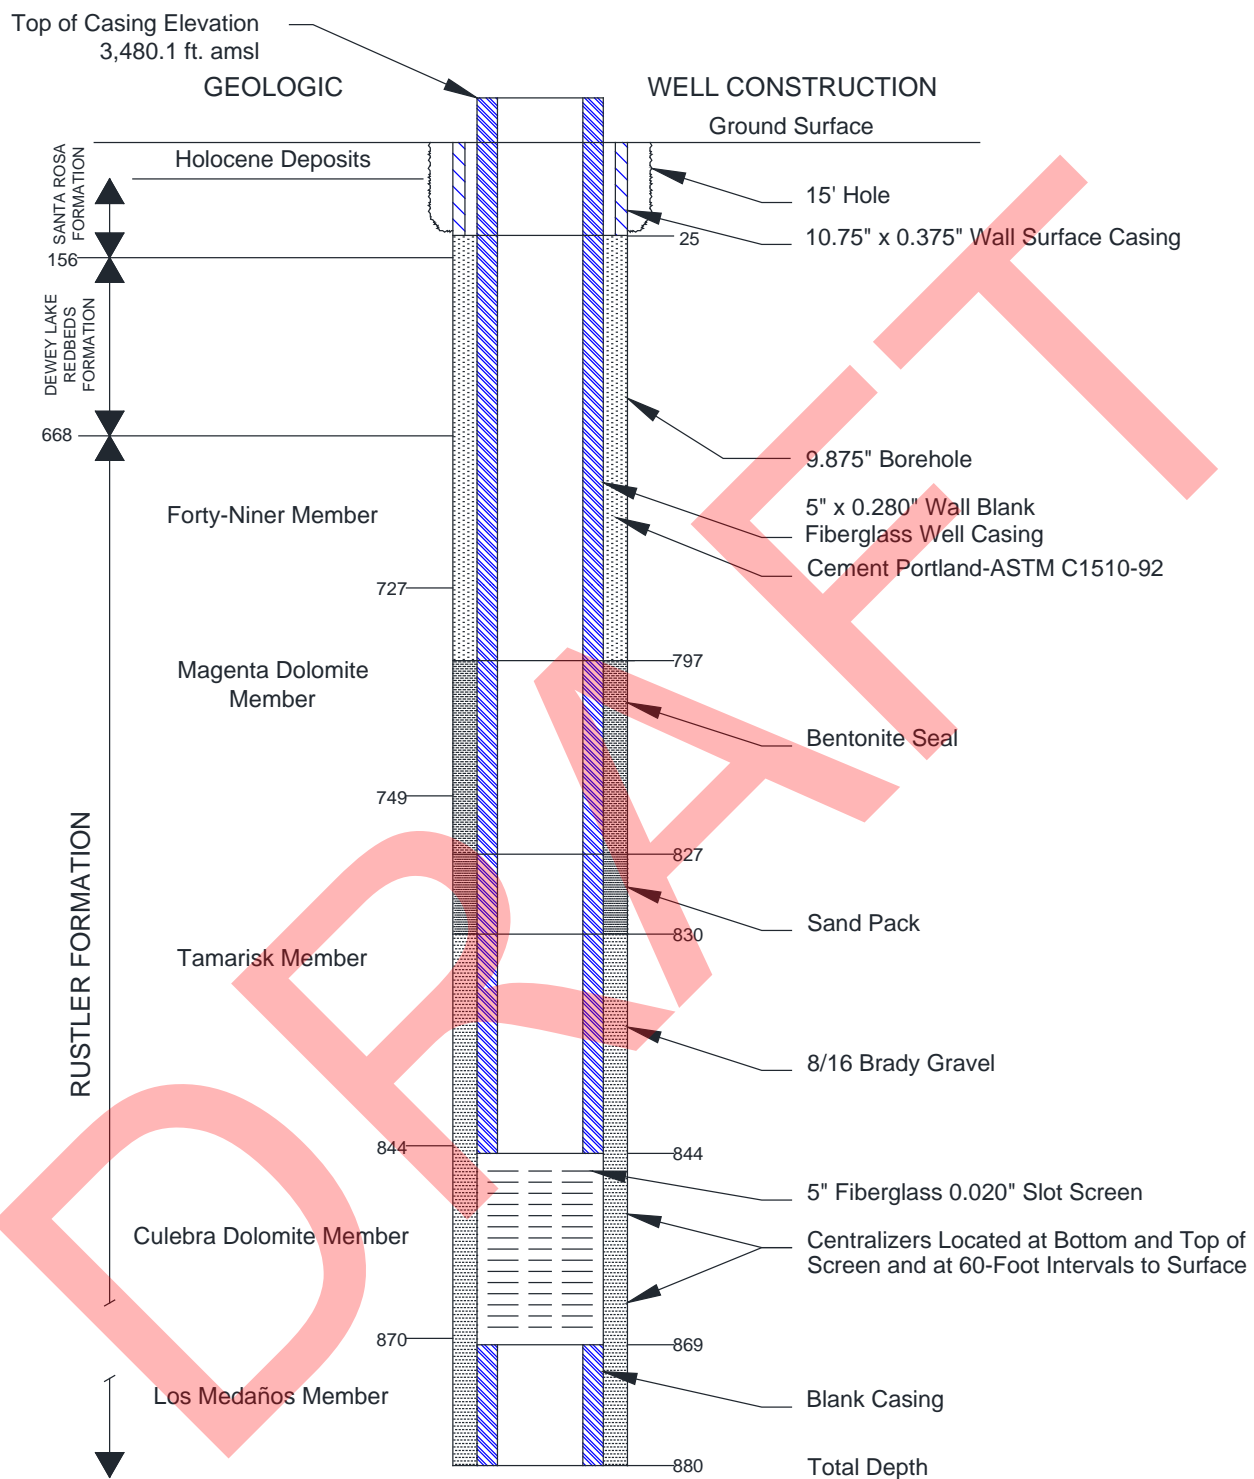 Top of Casing Elevation
3,480.1 ft. amsl
GEOLOGIC
WELL CONSTRUCTION
Ground Surface
Holocene Deposits
SANTA ROSA
FORMATION
15' Hole
10.75" x 0.375" Wall Surface Casing
25
156
DEWEY LAKE
REDBEDS
FORMATION
668
9.875" Borehole
5" x 0.280" Wall Blank
Fiberglass Well Casing
Cement Portland-ASTM C1510-92
Forty-Niner Member
727
797
Magenta Dolomite
Member
Bentonite Seal
749
827
RUSTLER FORMATION
Sand Pack
830
Tamarisk Member
8/16 Brady Gravel
844
844
5" Fiberglass 0.020" Slot Screen
Culebra Dolomite Member
Centralizers Located at Bottom and Top of
Screen and at 60-Foot Intervals to Surface
870
869
Los Medaños Member
Blank Casing
880
Total Depth
DRAFT